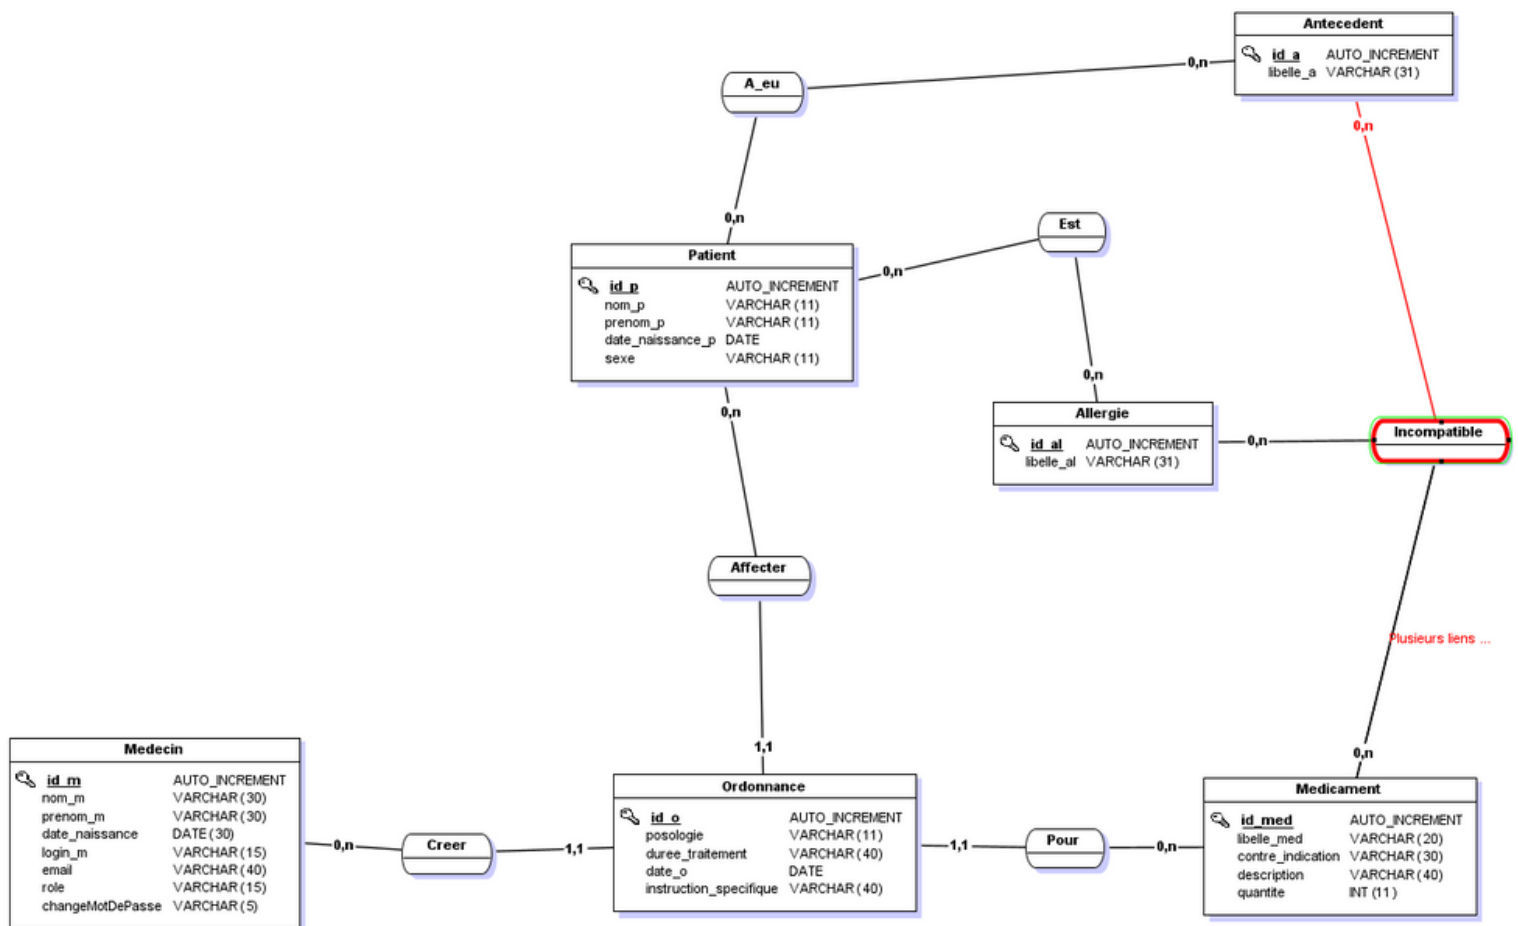 Antecedent
id_a AUTO_INCREMENT
libelle_a VARCHAR (31)
0,n
A_eu
0,n
0,n
Est
Patient
id_p AUTO_INCREMENT
nom_p VARCHAR (11)
prenom_p VARCHAR (11)
date_naissance_p DATE
sexe VARCHAR (11)
0,n
0,n
0,n
Allergie
id_al AUTO_INCREMENT
libelle_al VARCHAR (31)
0,n
Incompatible
0,n
Affecter
Plusieurs liens ...
1,1
0,n
Medecin
id_m AUTO_INCREMENT
nom_m VARCHAR (30)
prenom_m VARCHAR (30)
date_naissance DATE (30)
login_m VARCHAR (15)
email VARCHAR (40)
role VARCHAR (15)
changeMotDePasse VARCHAR (5)
0,n
Creer
1,1
Ordonnance
id_o AUTO_INCREMENT
posologie VARCHAR (11)
duree_traitement VARCHAR (40)
date_o DATE
instruction_specifique VARCHAR (40)
1,1
Pour
0,n
Medicament
id_med AUTO_INCREMENT
libelle_med VARCHAR (20)
contre_indication VARCHAR (30)
description VARCHAR (40)
quantite INT (11)